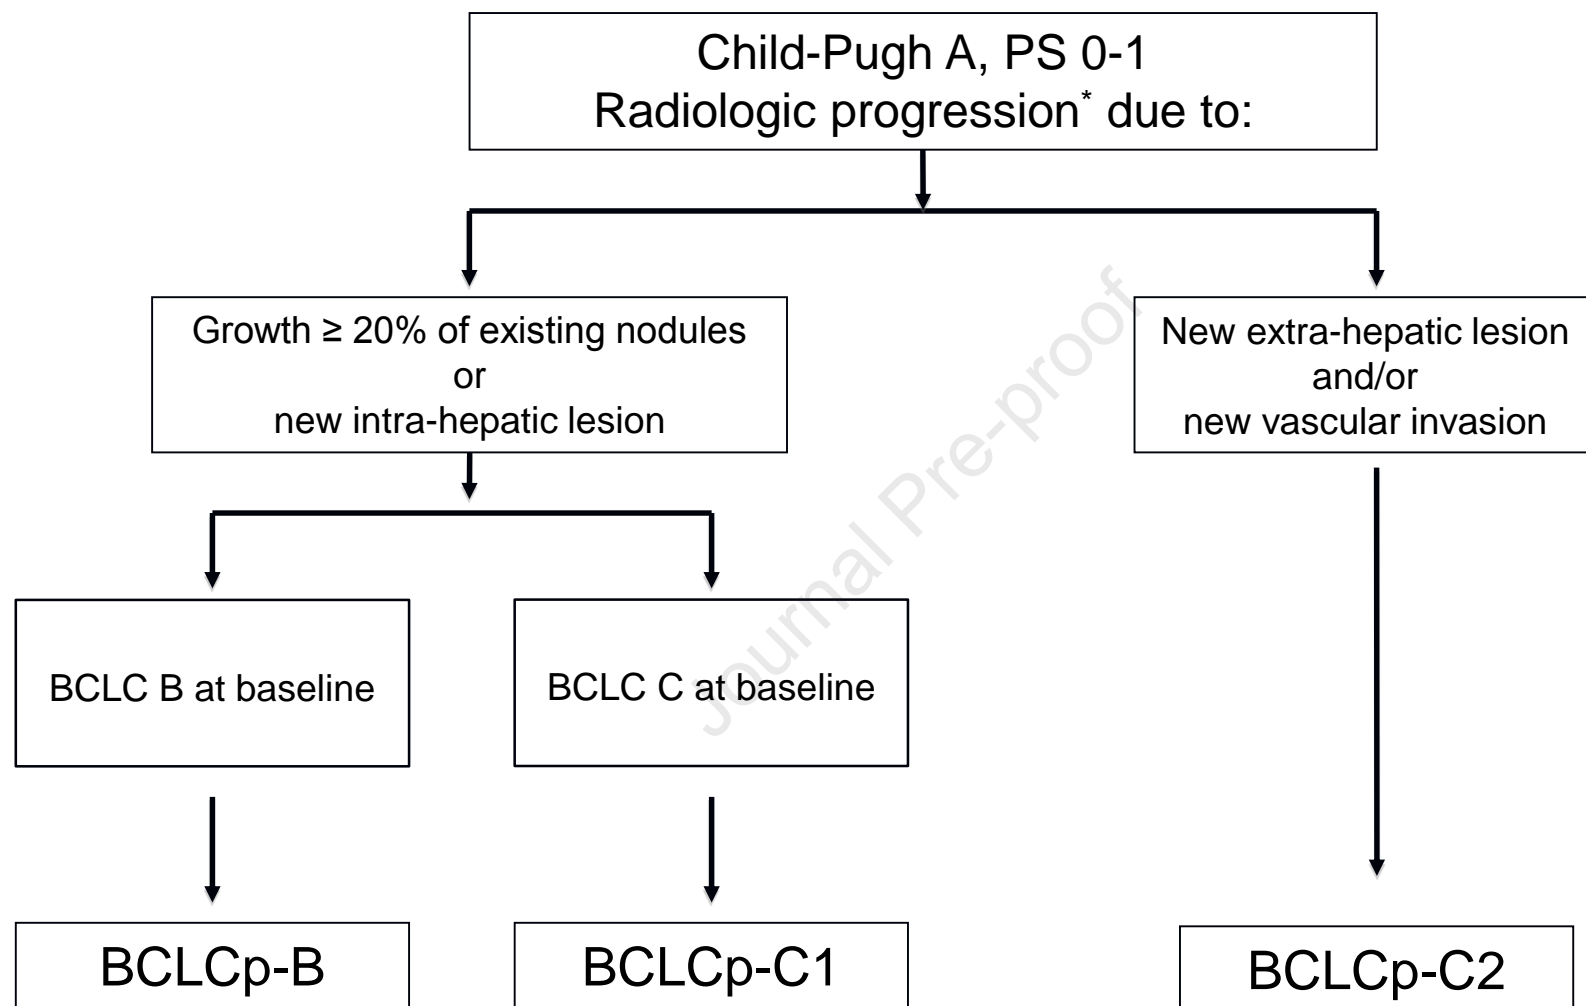 Child-Pugh A, PS 0-1
Radiologic progression* due to:
Growth ≥ 20% of existing nodules
or
new intra-hepatic lesion
New extra-hepatic lesion
and/or
new vascular invasion
BCLC B at baseline
BCLC C at baseline
BCLCp-B
BCLCp-C1
BCLCp-C2
Journal Pre-proof